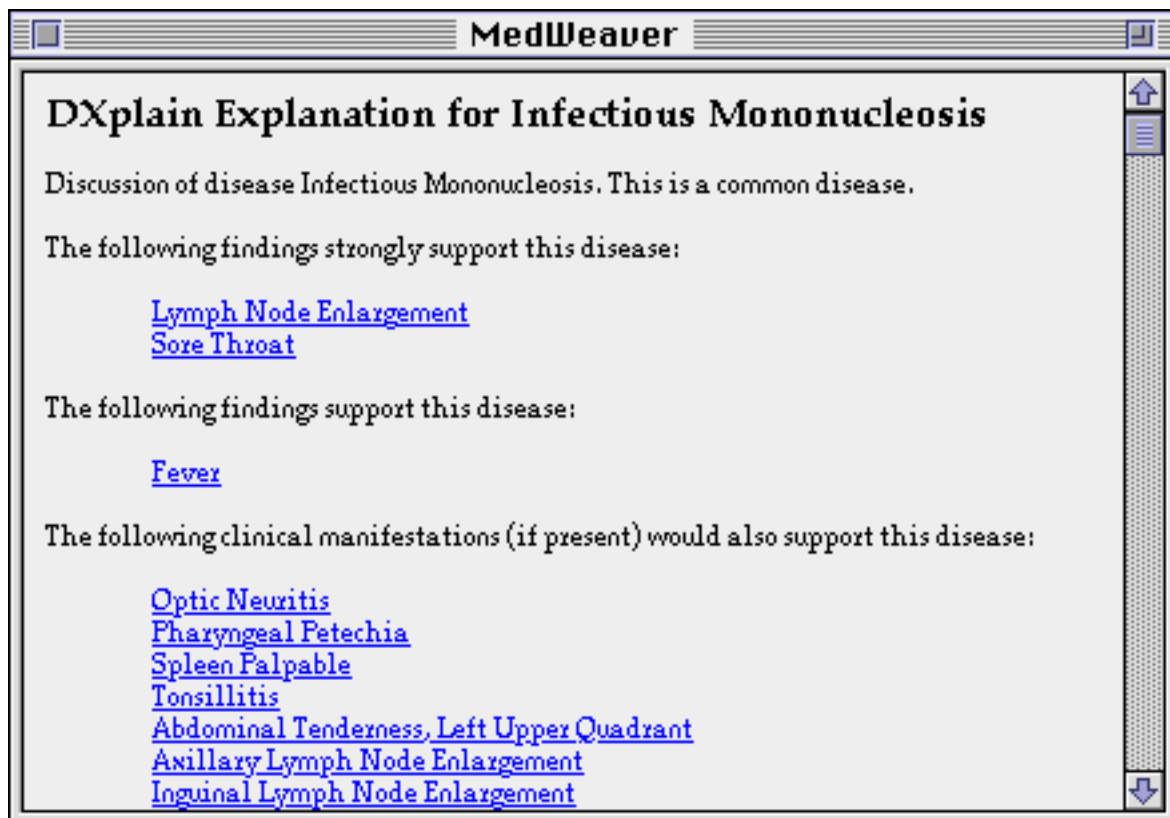 MedWeaver
DXplain Explanation for Infectious Mononucleosis
Discussion of disease Infectious Mononucleosis. This is a common disease.
The following findings strongly support this disease:
Lymph Node Enlargement
Sore Throat
The following findings support this disease:
Fever
The following clinical manifestations (if present) would also support this disease:
Optic Neuritis
Pharyngeal Petechia
Spleen Palpable
Tonsillitis
Abdominal Tenderness, Left Upper Quadrant
Axillary Lymph Node Enlargement
Inguinal Lymph Node Enlargement